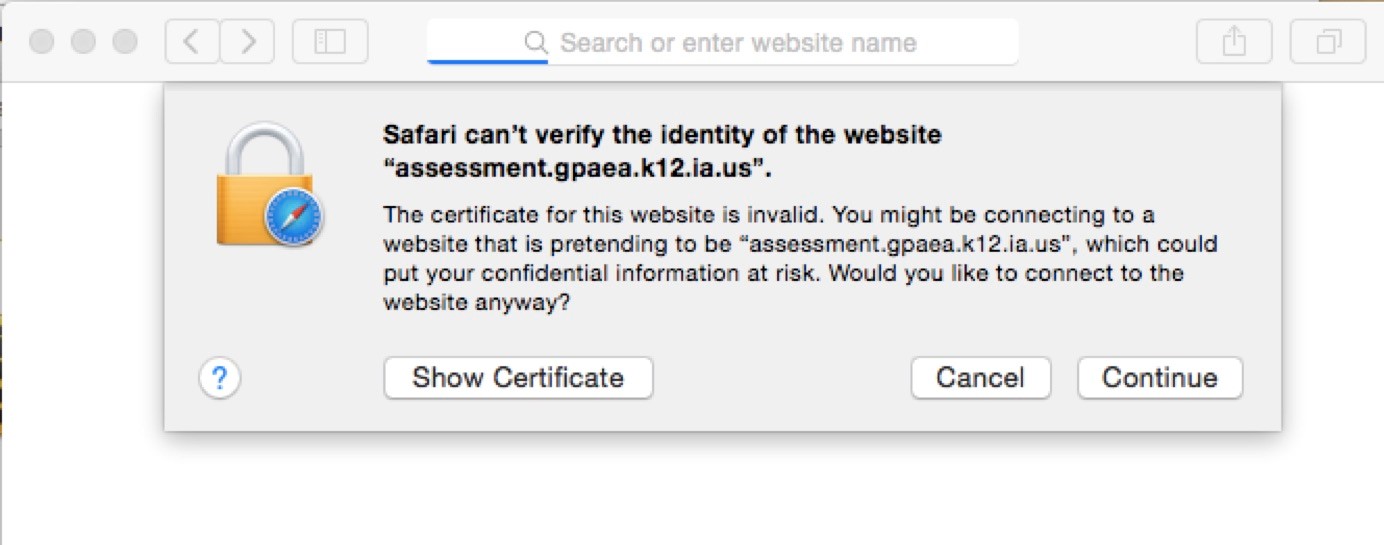 Search or enter website name
Safari can’t verify the identity of the website
“assessment.gpaea.k12.ia.us”.
The certificate for this website is invalid. You might be connecting to a
website that is pretending to be “assessment.gpaea.k12.ia.us”, which could
put your confidential information at risk. Would you like to connect to the
website anyway?
?
Show Certificate
Cancel
Continue